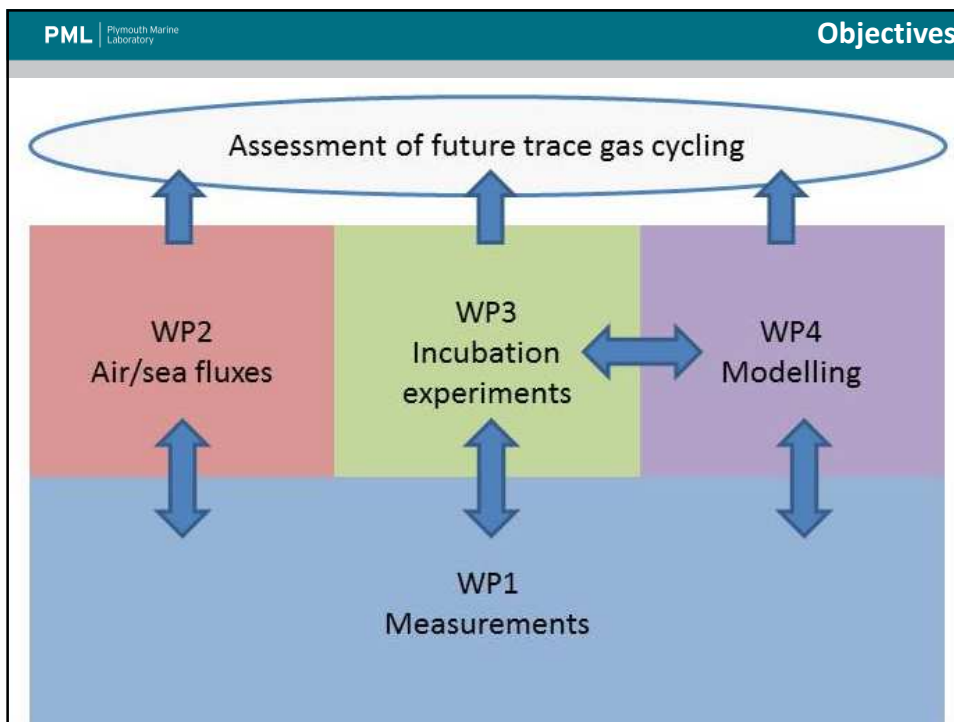 PML Plymouth Marine
Laboratory
Objectives
Assessment of future trace gas cycling
WP2
Air/sea fluxes
WP3
Incubation
experiments
WP4
Modelling
WP1
Measurements